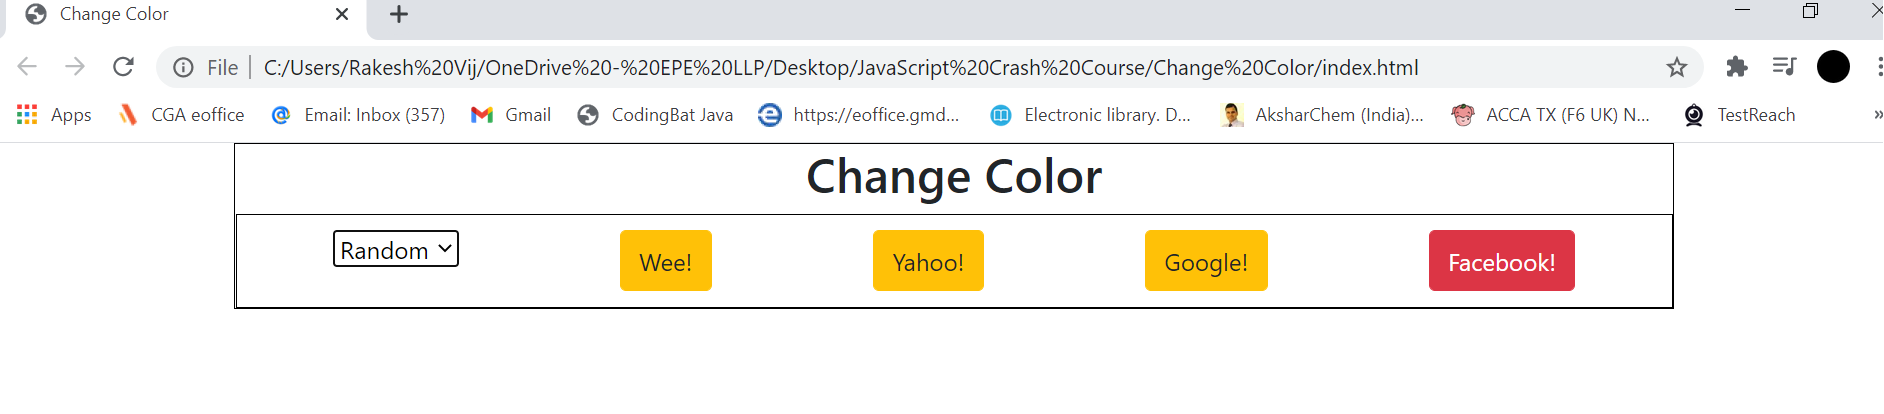 Change Color
File C:/Users/Rakesh%20Vij/OneDrive%20-%20EPE%20LLP/Desktop/JavaScript%20Crash%20Course/Change%20Color/index.html
Apps CGA eoffice Email: Inbox (357) Gmail CodingBat Java https://eoffice.gmd... Electronic library. D... AksharChem (India)... ACCA TX (F6 UK) N... TestReach »
Change Color
Random Wee! Yahoo! Google! Facebook!